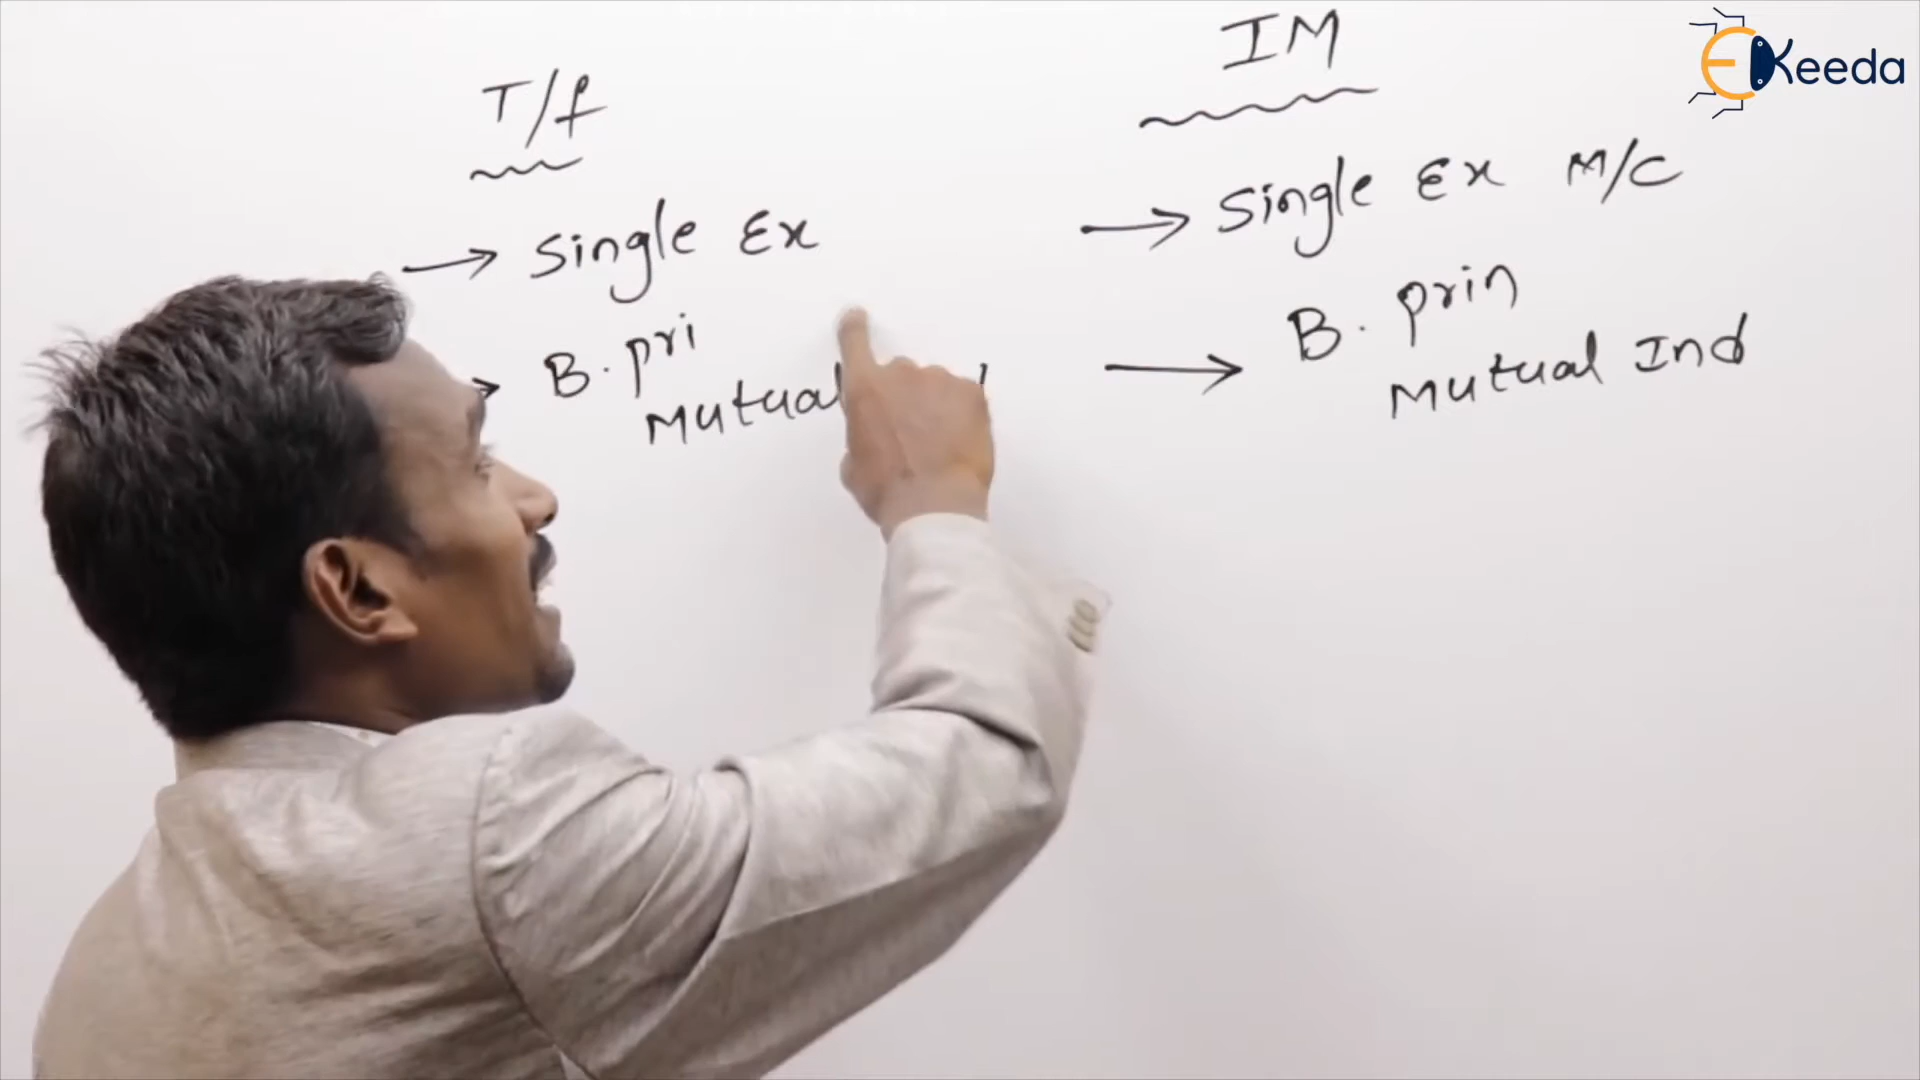 EKeeda
T/f
Single Ex
B. pri
Mutual
IM
Single Ex M/C
B. prin
Mutual Ind